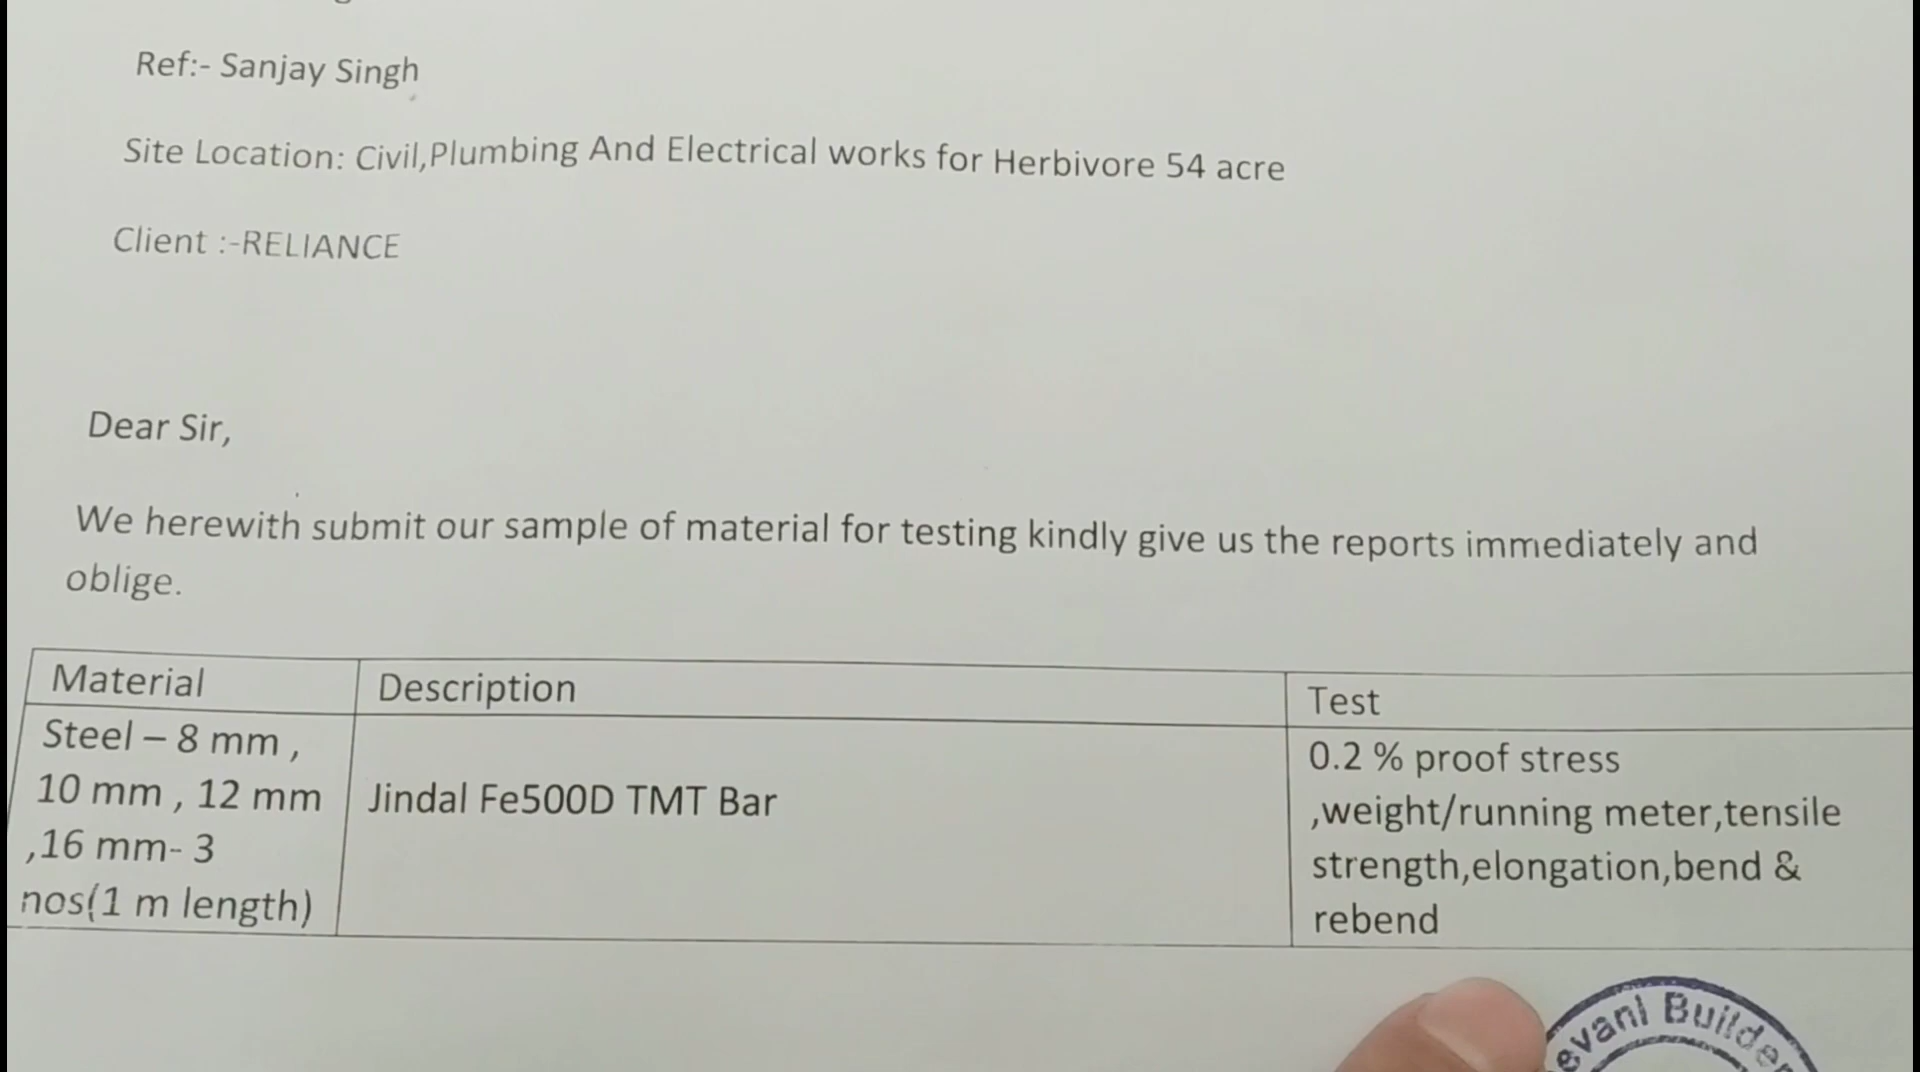 Ref:- Sanjay Singh
Site Location: Civil,Plumbing And Electrical works for Herbivore 54 acre
Client :-RELIANCE
Dear Sir,
We herewith submit our sample of material for testing kindly give us the reports immediately and
oblige.
Material
Description
Test
Steel – 8 mm ,
10 mm , 12 mm
,16 mm- 3
nos(1 m length)
Jindal Fe500D TMT Bar
0.2 % proof stress
,weight/running meter,tensile
strength,elongation,bend &
rebend
Builder